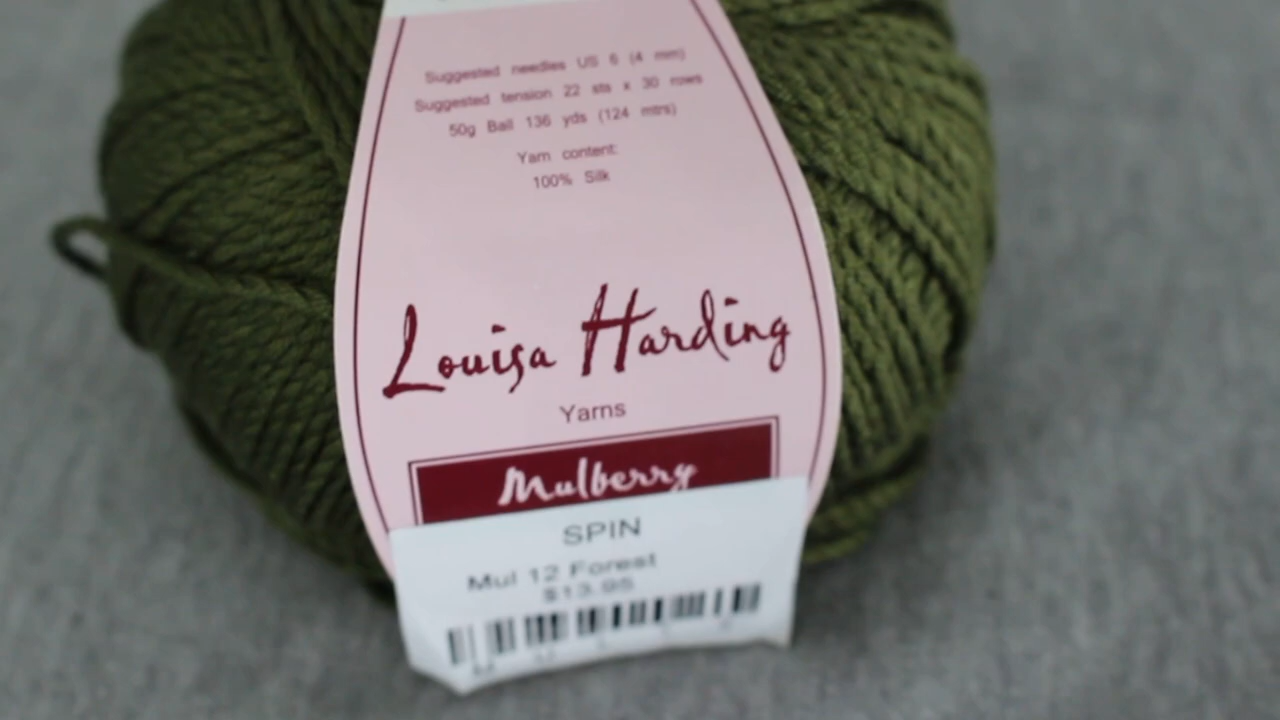 Suggested needles US 6 (4 mm)
Suggested tension 22 sts x 30 rows
50g Ball 136 yds (124 mtrs)
Yarn content:
100% Silk
Louisa Harding
Yarns
Mulberry
SPIN
Mul 12 Forest
$13.95